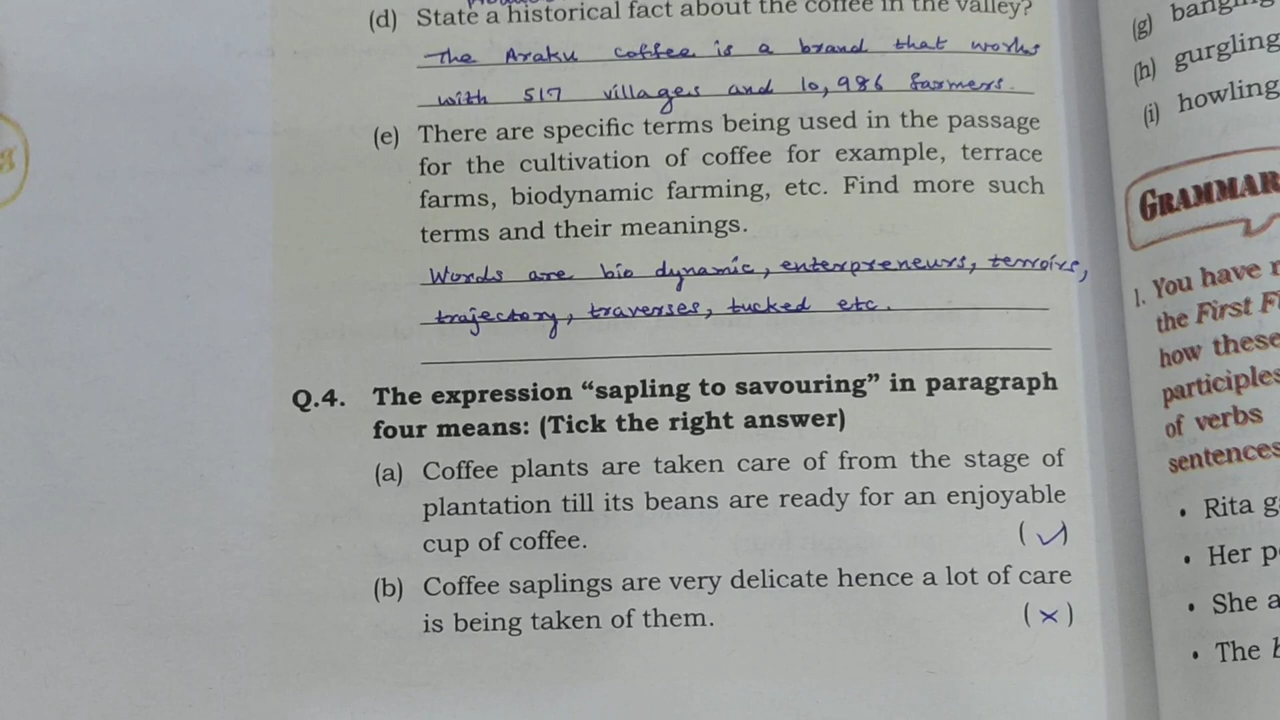 (d) State a historical fact about the coffee in the valley?
The Araku coffee is a brand that works
with 517 villages and 10,986 farmers.
(e) There are specific terms being used in the passage
for the cultivation of coffee for example, terrace
farms, biodynamic farming, etc. Find more such
terms and their meanings.
Words are bio dynamic, enterpreneurs, terroirs,
trajectory, traverses, tucked etc.
Q.4. The expression “sapling to savouring” in paragraph
four means: (Tick the right answer)
(a) Coffee plants are taken care of from the stage of
plantation till its beans are ready for an enjoyable
cup of coffee. (✓)
(b) Coffee saplings are very delicate hence a lot of care
is being taken of them. (×)
(g)
(h) gurgling
(i) howling
GRAMMAR
1. You have
the First
how these
participles
of verbs
sentences
• Rita
• Her
• She
• The